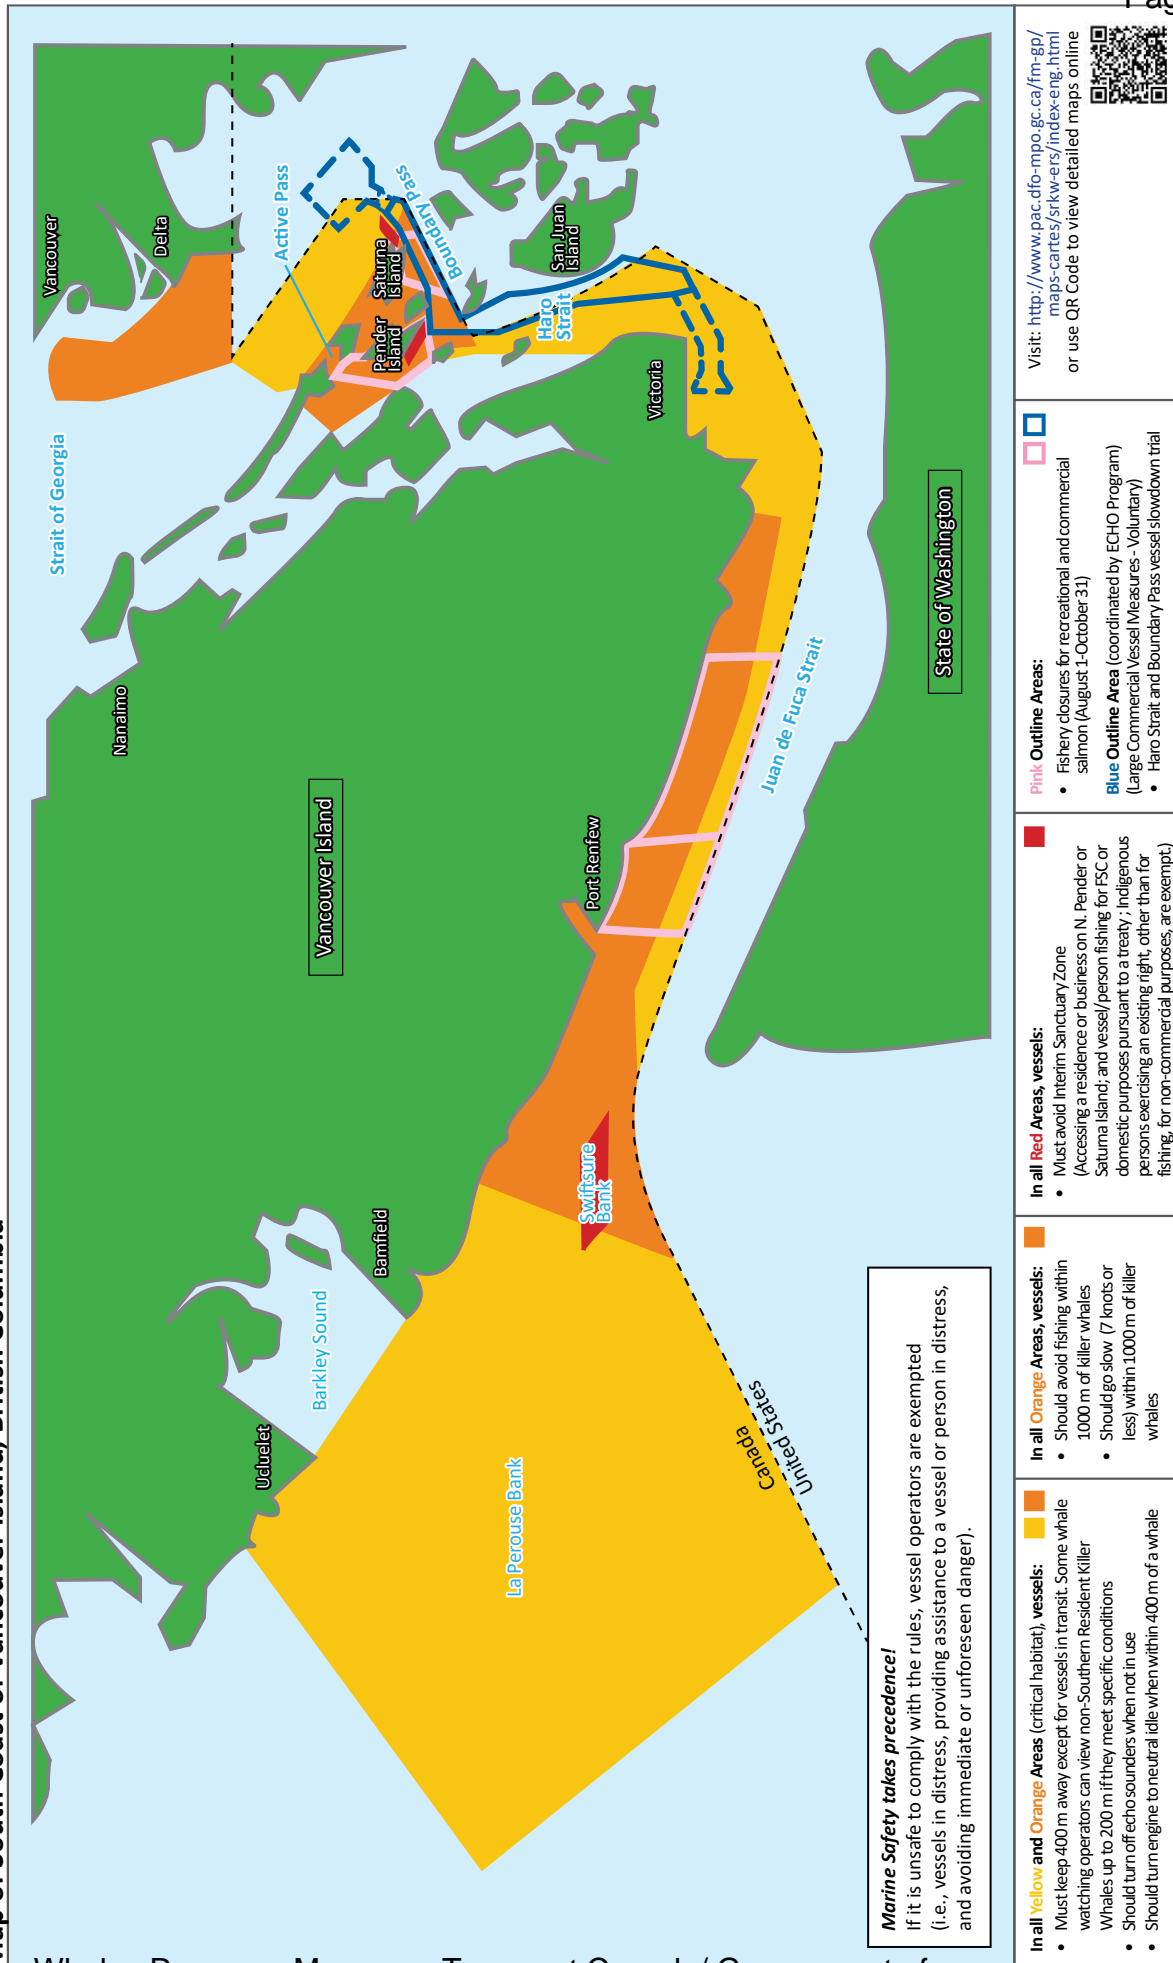 Map of South Coast of Vancouver Island, British Columbia
Vancouver
Delta
Active Pass
Strait of Georgia
Saturna
Island
Boundary Pass
Pender
Island
San Juan
Island
Haro
Strait
Victoria
Nanaimo
Vancouver Island
State of Washington
Juan de Fuca Strait
Port Renfew
Swiftsure
Bank
Bamfield
Barkley Sound
Ucluelet
La Perouse Bank
Canada
United States
Marine Safety takes precedence!
If it is unsafe to comply with the rules, vessel operators are exempted
(i.e., vessels in distress, providing assistance to a vessel or person in distress,
and avoiding immediate or unforeseen danger).
In all Yellow and Orange Areas (critical habitat), vessels:
• Must keep 400 m away except for vessels in transit. Some whale
watching operators can view non-Southern Resident Killer
Whales up to 200 m if they meet specific conditions
• Should turn off echo sounders when not in use
• Should turn engine to neutral idle when within 400 m of a whale
In all Orange Areas, vessels:
• Should avoid fishing within
1000 m of killer whales
• Should go slow (7 knots or
less) within 1000 m of killer
whales
In all Red Areas, vessels:
• Must avoid Interim Sanctuary Zone
(Accessing a residence or business on N. Pender or
Saturna Island; and vessel/person fishing for FSC or
domestic purposes pursuant to a treaty ; Indigenous
persons exercising an existing right, other than for
fishing, for non-commercial purposes, are exempt.)
Pink Outline Areas:
• Fishery closures for recreational and commercial
salmon (August 1-October 31)
Blue Outline Area (coordinated by ECHO Program)
(Large Commercial Vessel Measures - Voluntary)
• Haro Strait and Boundary Pass vessel slowdown trial
Visit: http://www.pac.dfo-mpo.gc.ca/fm-gp/
maps-cartes/srkw-ers/index-eng.html
or use QR Code to view detailed maps online